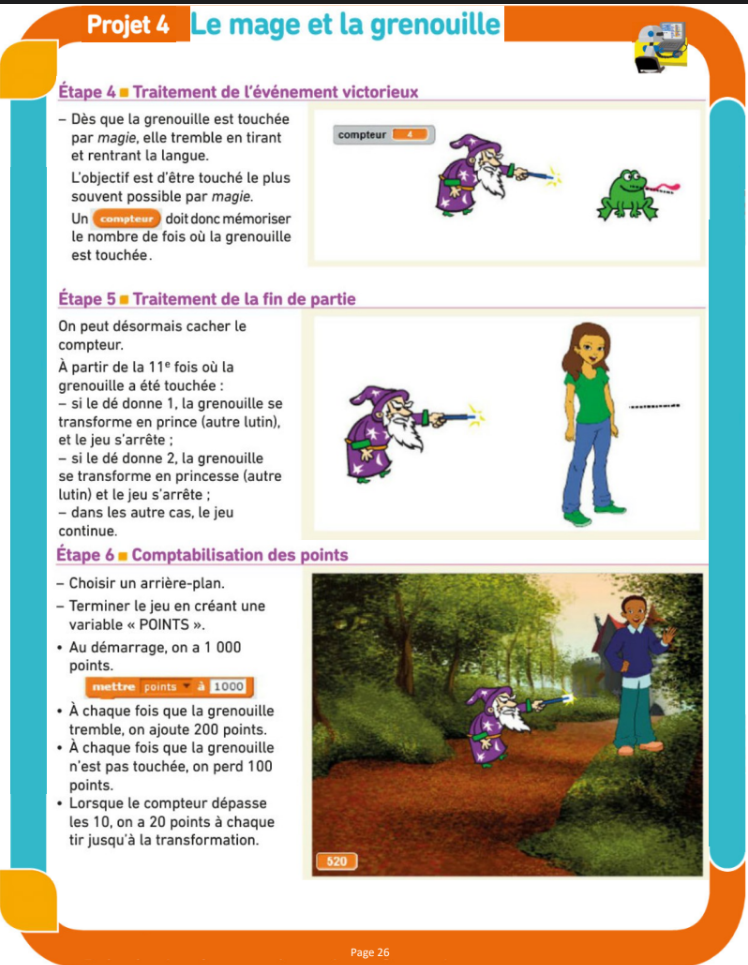 Projet 4 Le mage et la grenouille
Étape 4 ■ Traitement de l'événement victorieux
– Dès que la grenouille est touchée
par magie, elle tremble en tirant
et rentrant la langue.
L'objectif est d'être touché le plus
souvent possible par magie.
Un compteur doit donc mémoriser
le nombre de fois où la grenouille
est touchée.
compteur 4
Étape 5 ■ Traitement de la fin de partie
On peut désormais cacher le
compteur.
À partir de la 11e fois où la
grenouille a été touchée :
– si le dé donne 1, la grenouille se
transforme en prince (autre lutin),
et le jeu s'arrête ;
– si le dé donne 2, la grenouille
se transforme en princesse (autre
lutin) et le jeu s'arrête ;
– dans les autre cas, le jeu
continue.
Étape 6 ■ Comptabilisation des points
– Choisir un arrière-plan.
– Terminer le jeu en créant une
variable « POINTS ».
• Au démarrage, on a 1 000
points.
mettre points à 1000
• À chaque fois que la grenouille
tremble, on ajoute 200 points.
• À chaque fois que la grenouille
n'est pas touchée, on perd 100
points.
• Lorsque le compteur dépasse
les 10, on a 20 points à chaque
tir jusqu'à la transformation.
520
Page 26